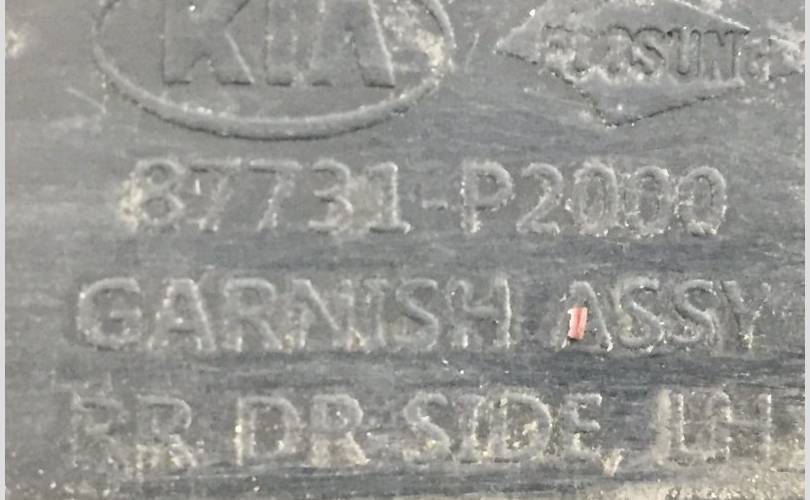 KIA
87731-P2000
GARNISH ASSY
RR DR-SIDE, LH